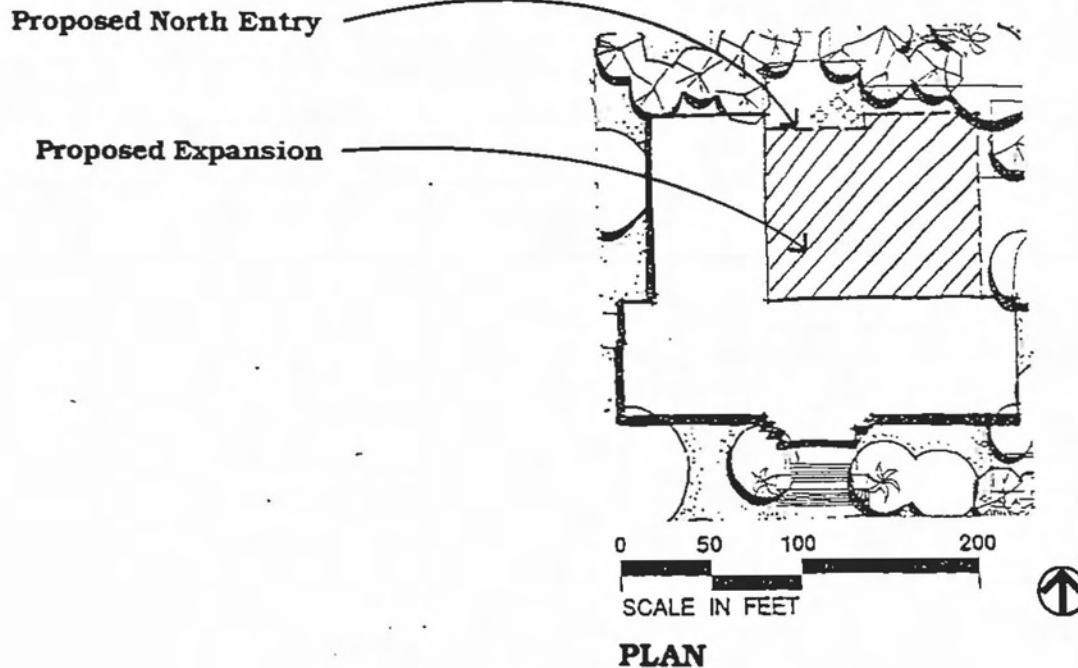 Proposed North Entry
Proposed Expansion
0 50 100 200
SCALE IN FEET
PLAN